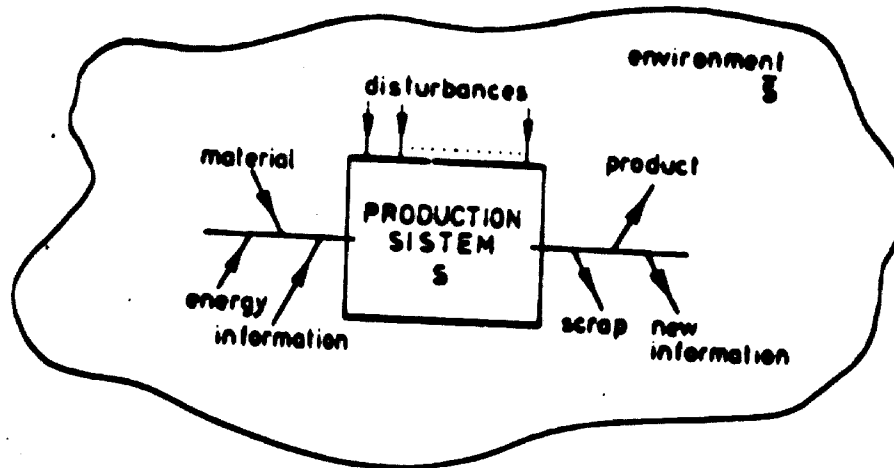 environment
S̄
disturbances
material
product
PRODUCTION
SISTEM
S
energy
information
scrap
new
information